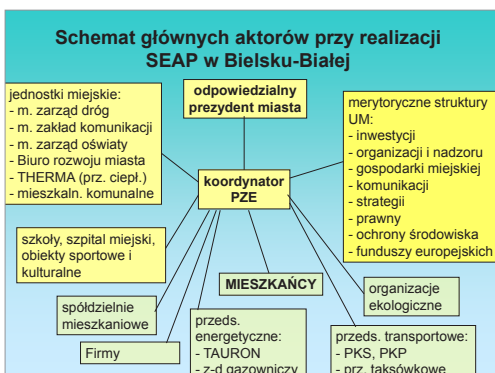 Schemat głównych aktorów przy realizacji
SEAP w Bielsku-Białej
jednostki miejskie:
- m. zarząd dróg
- m. zakład komunikacji
- m. zarząd oświaty
- Biuro rozwoju miasta
- THERMA (prz. ciepł.)
- mieszkaln. komunalne
odpowiedzialny
prezydent miasta
merytoryczne struktury
UM:
- inwestycji
- organizacji i nadzoru
- gospodarki miejskiej
- komunikacji
- strategii
- prawny
- ochrony środowiska
- funduszy europejskich
koordynator
PZE
szkoły, szpital miejski,
obiekty sportowe i
kulturalne
MIESZKAŃCY
organizacje
ekologiczne
spółdzielnie
mieszkaniowe
Firmy
przeds.
energetyczne:
- TAURON
- z-d gazowniczy
przeds. transportowe:
- PKS, PKP
- prz. taksówkowe